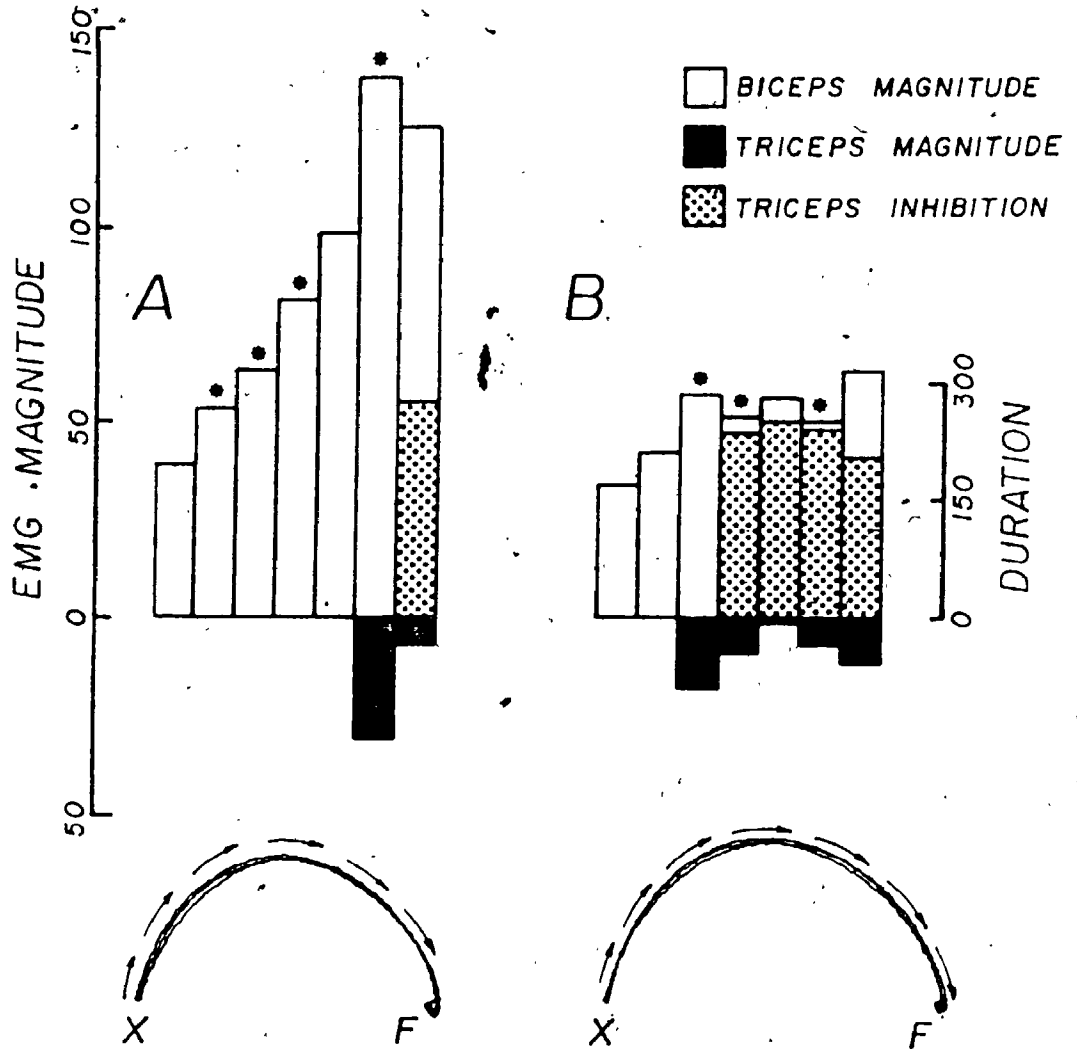 150
100
50
0
50
EMG MAGNITUDE
A
*
*
*
*
BICEPS MAGNITUDE
TRICEPS MAGNITUDE
TRICEPS INHIBITION
B
*
*
*
300
150
0
DURATION
X
F
X
F